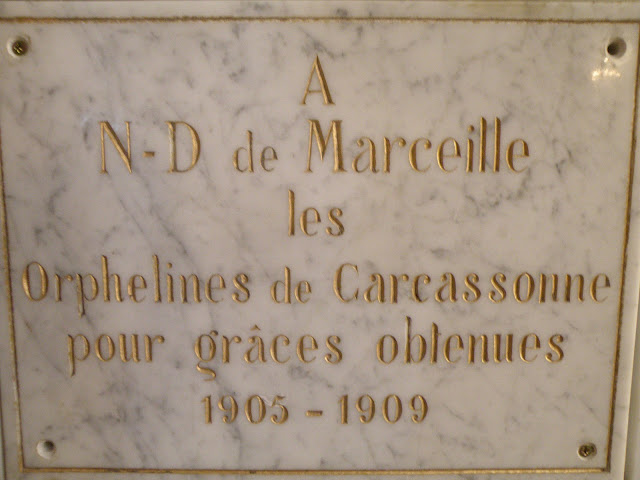 A
N-D de Marceille
les
Orphelines de Carcassonne
pour grâces obtenues
1905 - 1909